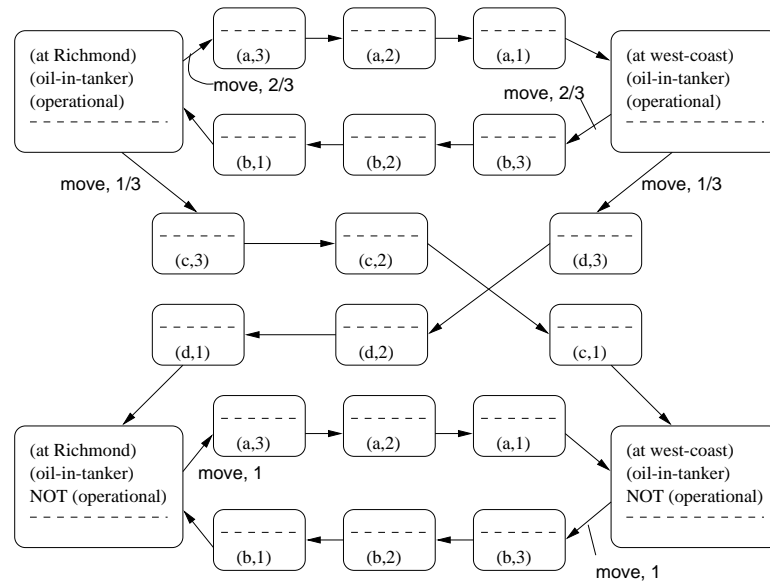 (at Richmond)
(oil-in-tanker)
(operational)
(a,3)
(a,2)
(a,1)
(at west-coast)
(oil-in-tanker)
(operational)
move, 2/3
move, 2/3
(b,1)
(b,2)
(b,3)
move, 1/3
move, 1/3
(c,3)
(c,2)
(d,3)
(d,1)
(d,2)
(c,1)
(at Richmond)
(oil-in-tanker)
NOT (operational)
(a,3)
(a,2)
(a,1)
(at west-coast)
(oil-in-tanker)
NOT (operational)
move, 1
(b,1)
(b,2)
(b,3)
move, 1